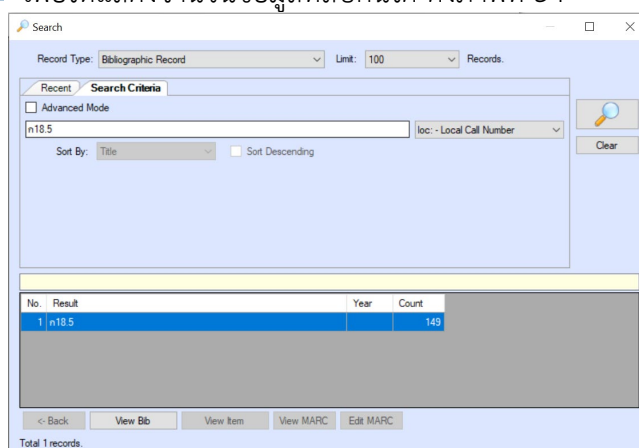 Search
Record Type: Bibliographic Record Limit: 100 Records.
Recent Search Criteria
Advanced Mode
n18.5 loc: - Local Call Number
Clear
Sort By: Title Sort Descending
No. Result Year Count
1 n18.5 149
<- Back View Bib View Item View MARC Edit MARC
Total 1 records.